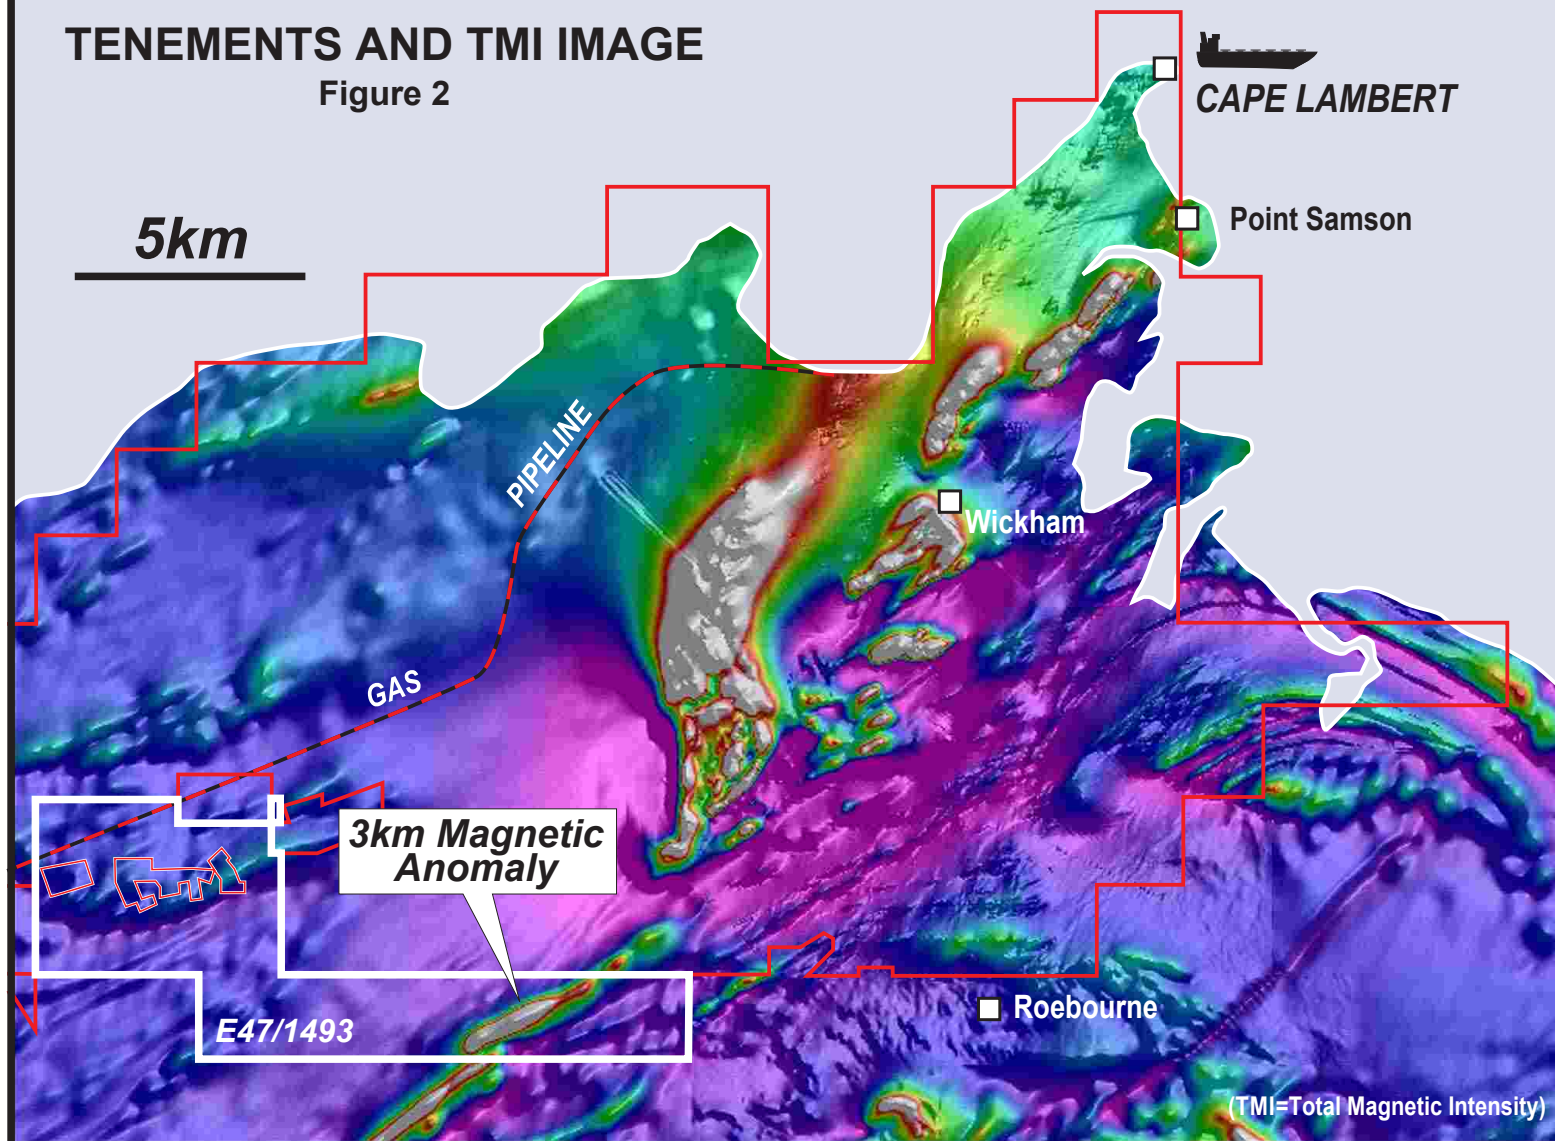 TENEMENTS AND TMI IMAGE
Figure 2
CAPE LAMBERT
5km
Point Samson
PIPELINE
Wickham
GAS
3km Magnetic
Anomaly
E47/1493
Roebourne
(TMI=Total Magnetic Intensity)